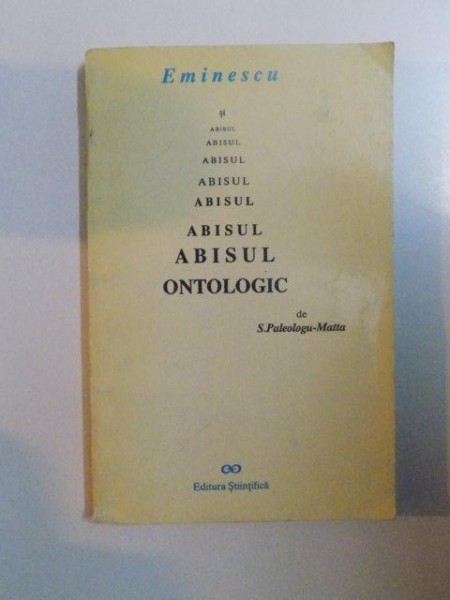 Eminescu
și
ABISUL
ABISUL
ABISUL
ABISUL
ABISUL
ABISUL
ABISUL
ONTOLOGIC
de
S.Paleologu-Matta
Editura Științifică